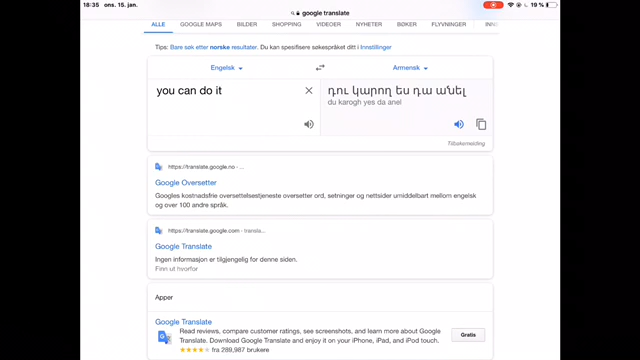 18:35 ons. 15. jan.
google translate
19 %
ALLE GOOGLE MAPS BILDER SHOPPING VIDEOER NYHETER BØKER FLYVNINGER INN
Tips: Bare søk etter norske resultater. Du kan spesifisere søkespråket ditt i Innstillinger
Engelsk Armensk
you can do it
դու կարող ես դա անել
du karogh yes da anel
Tilbakemelding
https://translate.google.no › ...
Google Oversetter
Googles kostnadsfrie oversettelsestjeneste oversetter ord, setninger og nettsider umiddelbart mellom engelsk
og over 100 andre språk.
https://translate.google.com › transla...
Google Translate
Ingen informasjon er tilgjengelig for denne siden.
Finn ut hvorfor
Apper
Google Translate
Read reviews, compare customer ratings, see screenshots, and learn more about Google
Translate. Download Google Translate and enjoy it on your iPhone, iPad, and iPod touch.
Gratis
fra 289,987 brukere